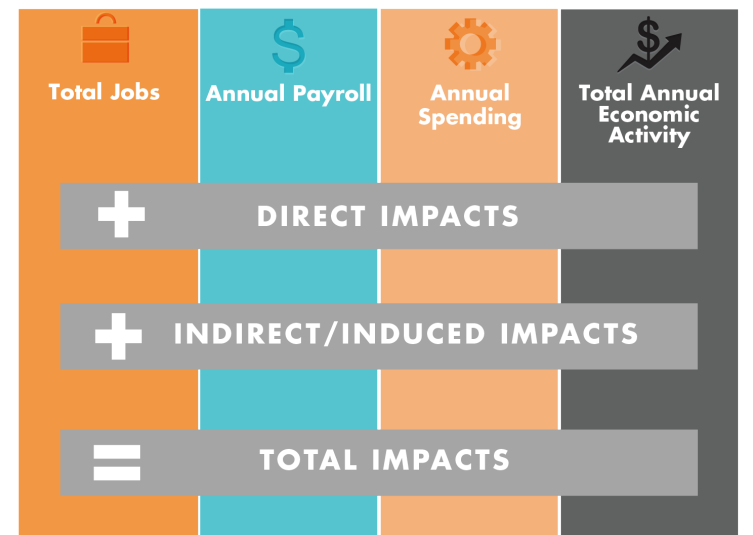 Total Jobs
Annual Payroll
Annual
Spending
Total Annual
Economic
Activity
+ DIRECT IMPACTS
+ INDIRECT/INDUCED IMPACTS
= TOTAL IMPACTS